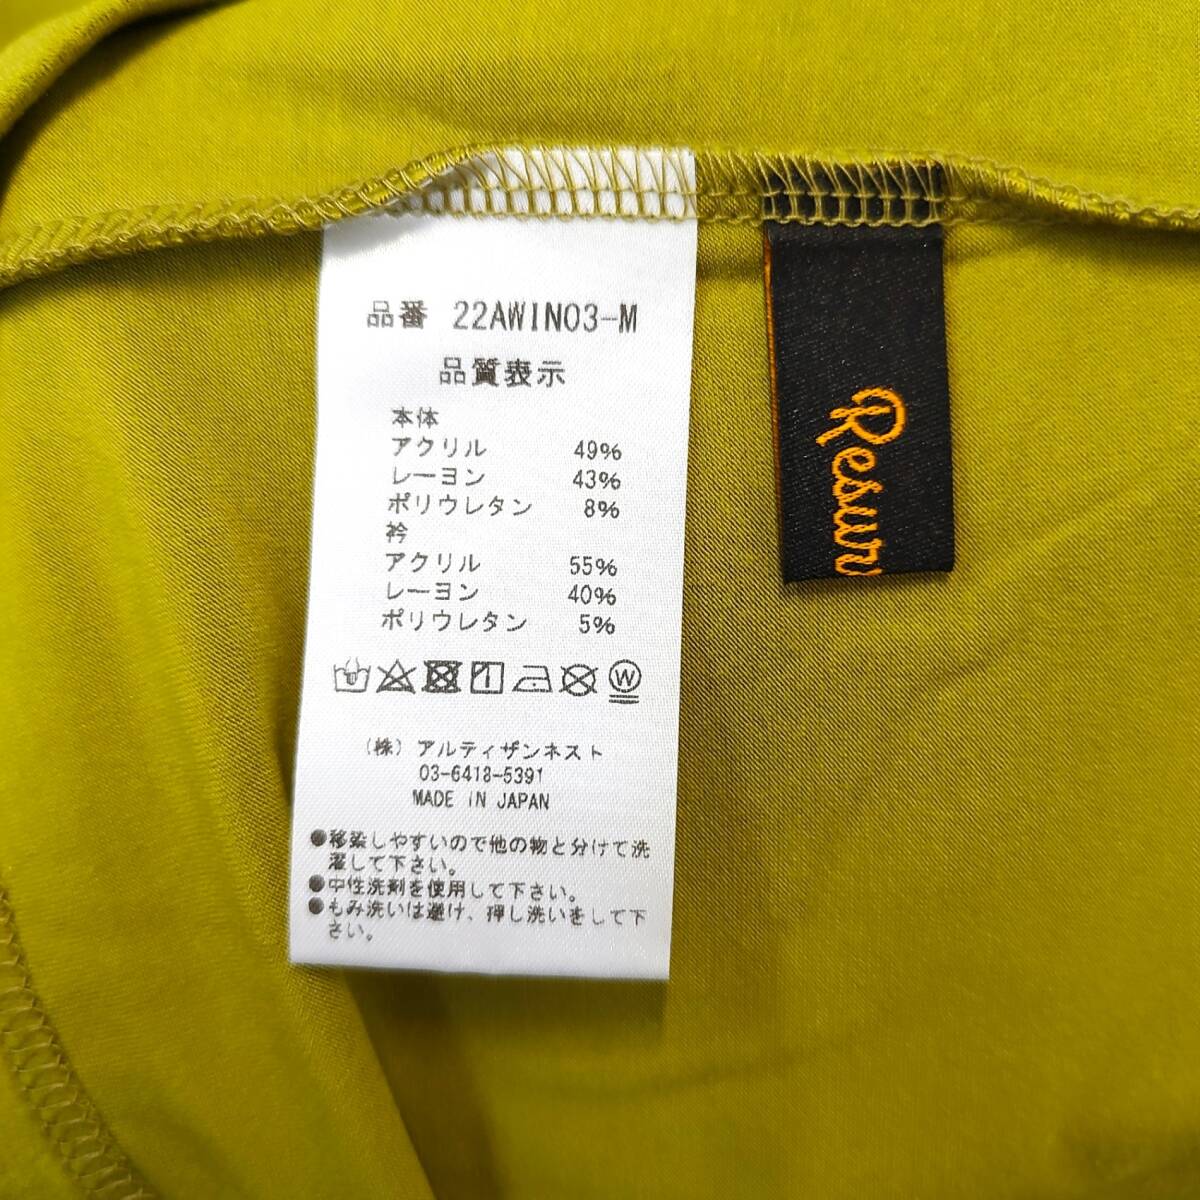 品番 22AWIN03-M
品質表示
本体
アクリル 49%
レーヨン 43%
ポリウレタン 8%
衿
アクリル 55%
レーヨン 40%
ポリウレタン 5%
W
(株) アルティザンネスト
03-6418-5391
MADE IN JAPAN
●移染しやすいので他の物と分けて洗
濯して下さい。
●中性洗剤を使用して下さい。
●もみ洗いは避け、押し洗いをして下
さい。
Resurr